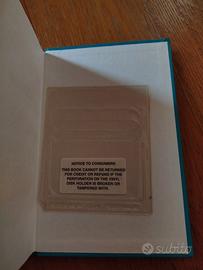 NOTICE TO CONSUMERS
THIS BOOK CANNOT BE RETURNED
FOR CREDIT OR REFUND IF THE
PERFORATION ON THE VINYL
DISK HOLDER IS BROKEN OR
TAMPERED WITH.
subito